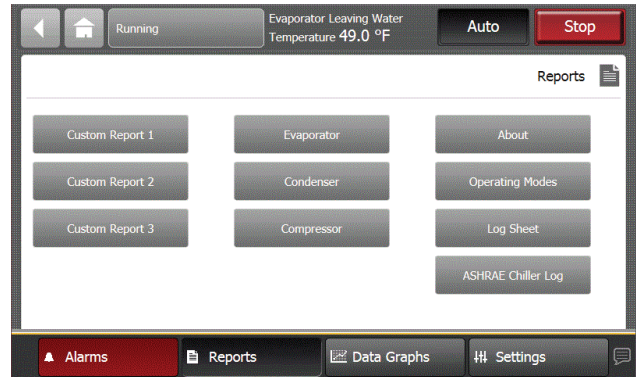 Running
Evaporator Leaving Water
Temperature 49.0 °F
Auto
Stop
Reports
Custom Report 1
Evaporator
About
Custom Report 2
Condenser
Operating Modes
Custom Report 3
Compressor
Log Sheet
ASHRAE Chiller Log
Alarms
Reports
Data Graphs
Settings